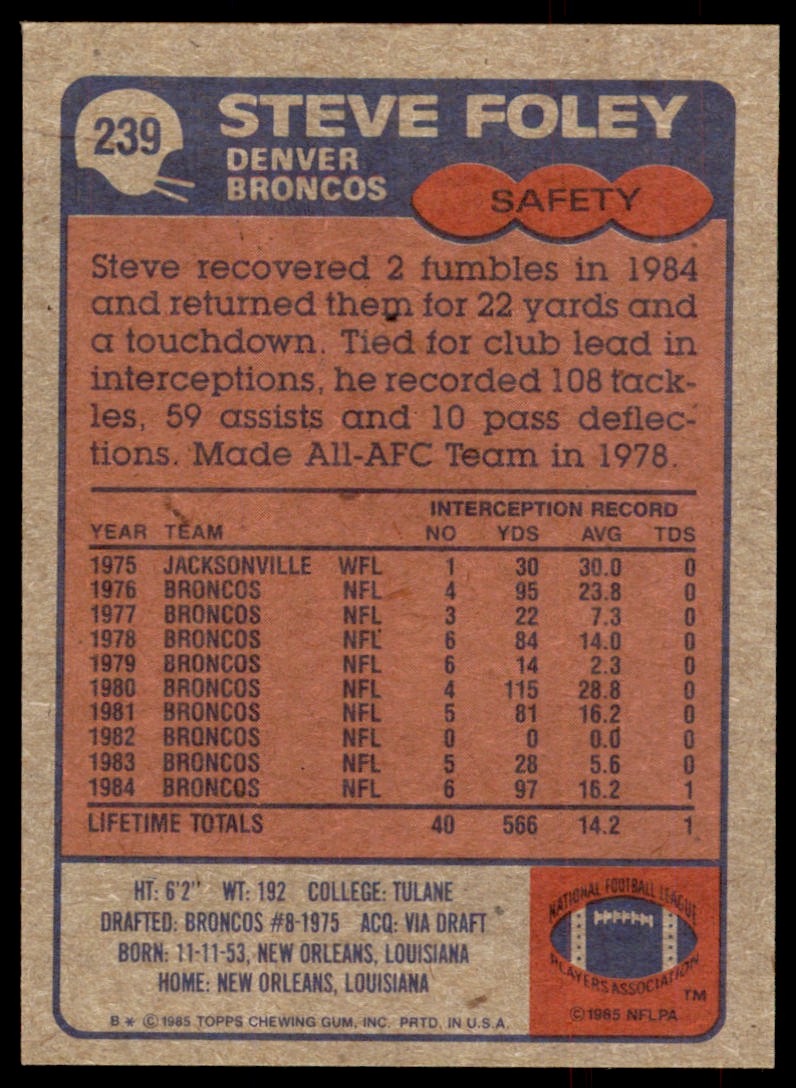 239
STEVE FOLEY
DENVER
BRONCOS
SAFETY
Steve recovered 2 fumbles in 1984
and returned them for 22 yards and
a touchdown. Tied for club lead in
interceptions, he recorded 108 tack-
les, 59 assists and 10 pass deflec-
tions. Made All-AFC Team in 1978.
INTERCEPTION RECORD
YEAR TEAM NO YDS AVG TDS
1975 JACKSONVILLE WFL 1 30 30.0 0
1976 BRONCOS NFL 4 95 23.8 0
1977 BRONCOS NFL 3 22 7.3 0
1978 BRONCOS NFL 6 84 14.0 0
1979 BRONCOS NFL 6 14 2.3 0
1980 BRONCOS NFL 4 115 28.8 0
1981 BRONCOS NFL 5 81 16.2 0
1982 BRONCOS NFL 0 0 0.0 0
1983 BRONCOS NFL 5 28 5.6 0
1984 BRONCOS NFL 6 97 16.2 1
LIFETIME TOTALS 40 566 14.2 1
HT: 6'2" WT: 192 COLLEGE: TULANE
DRAFTED: BRONCOS #8-1975 ACQ: VIA DRAFT
BORN: 11-11-53, NEW ORLEANS, LOUISIANA
HOME: NEW ORLEANS, LOUISIANA
B* ©1985 TOPPS CHEWING GUM, INC. PRTD. IN U.S.A.
NATIONAL FOOTBALL LEAGUE
PLAYERS ASSOCIATION
TM
©1985 NFLPA